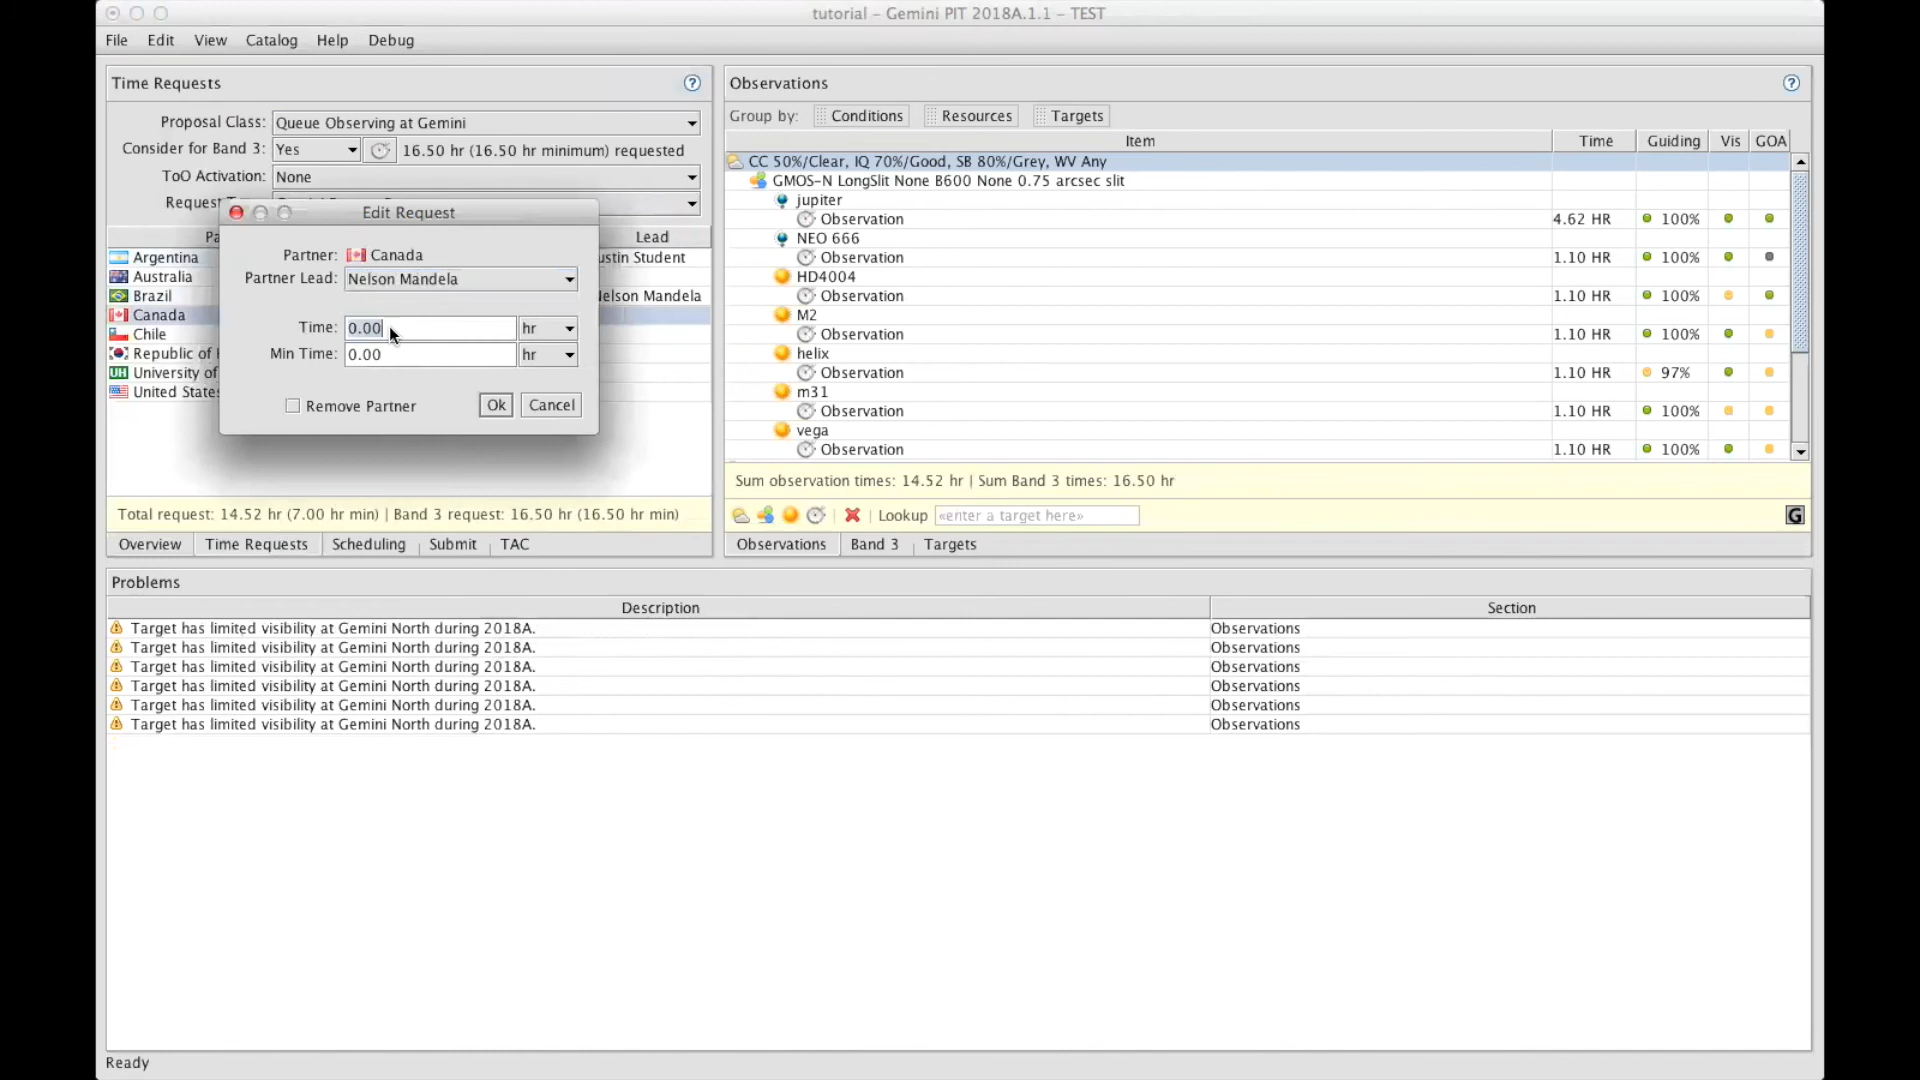 tutorial - Gemini PIT 2018A.1.1 - TEST
File Edit View Catalog Help Debug
Time Requests
Proposal Class: Queue Observing at Gemini
Consider for Band 3: Yes 16.50 hr (16.50 hr minimum) requested
ToO Activation: None
Request
Edit Request
Lead
Argentina ustin Student
Australia
Brazil Nelson Mandela
Canada
Chile
Republic of
University of
United States
Partner: Canada
Partner Lead: Nelson Mandela
Time: 0.00 hr
Min Time: 0.00 hr
Remove Partner Ok Cancel
Total request: 14.52 hr (7.00 hr min) | Band 3 request: 16.50 hr (16.50 hr min)
Overview Time Requests Scheduling Submit TAC
Observations
Group by: Conditions Resources Targets
Item Time Guiding Vis GOA
CC 50%/Clear, IQ 70%/Good, SB 80%/Grey, WV Any
GMOS-N LongSlit None B600 None 0.75 arcsec slit
jupiter
Observation 4.62 HR 100%
NEO 666
Observation 1.10 HR 100%
HD4004
Observation 1.10 HR 100%
M2
Observation 1.10 HR 100%
helix
Observation 1.10 HR 97%
m31
Observation 1.10 HR 100%
vega
Observation 1.10 HR 100%
Sum observation times: 14.52 hr | Sum Band 3 times: 16.50 hr
Lookup «enter a target here» G
Observations Band 3 Targets
Problems
Description Section
Target has limited visibility at Gemini North during 2018A. Observations
Target has limited visibility at Gemini North during 2018A. Observations
Target has limited visibility at Gemini North during 2018A. Observations
Target has limited visibility at Gemini North during 2018A. Observations
Target has limited visibility at Gemini North during 2018A. Observations
Target has limited visibility at Gemini North during 2018A. Observations
Ready